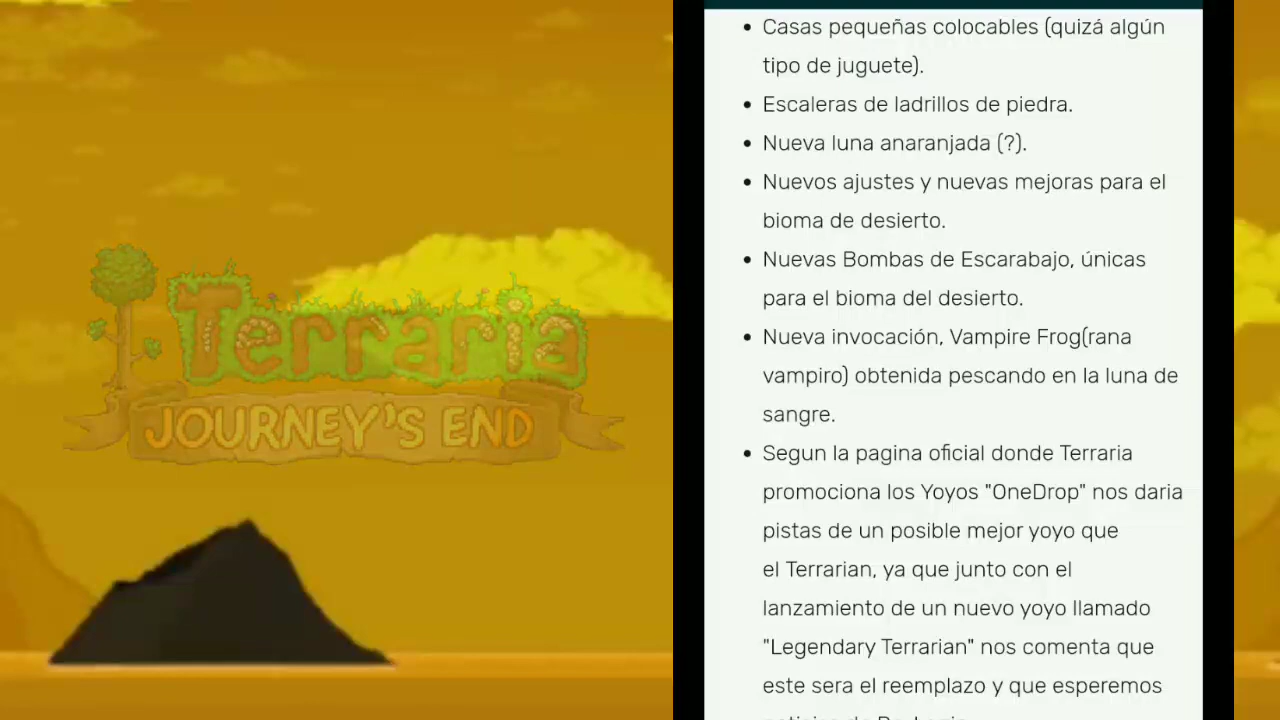 Terraria
JOURNEY'S END
• Casas pequeñas colocables (quizá algún
tipo de juguete).
• Escaleras de ladrillos de piedra.
• Nueva luna anaranjada (?).
• Nuevos ajustes y nuevas mejoras para el
bioma de desierto.
• Nuevas Bombas de Escarabajo, únicas
para el bioma del desierto.
• Nueva invocación, Vampire Frog(rana
vampiro) obtenida pescando en la luna de
sangre.
• Segun la pagina oficial donde Terraria
promociona los Yoyos "OneDrop" nos daria
pistas de un posible mejor yoyo que
el Terrarian, ya que junto con el
lanzamiento de un nuevo yoyo llamado
"Legendary Terrarian" nos comenta que
este sera el reemplazo y que esperemos